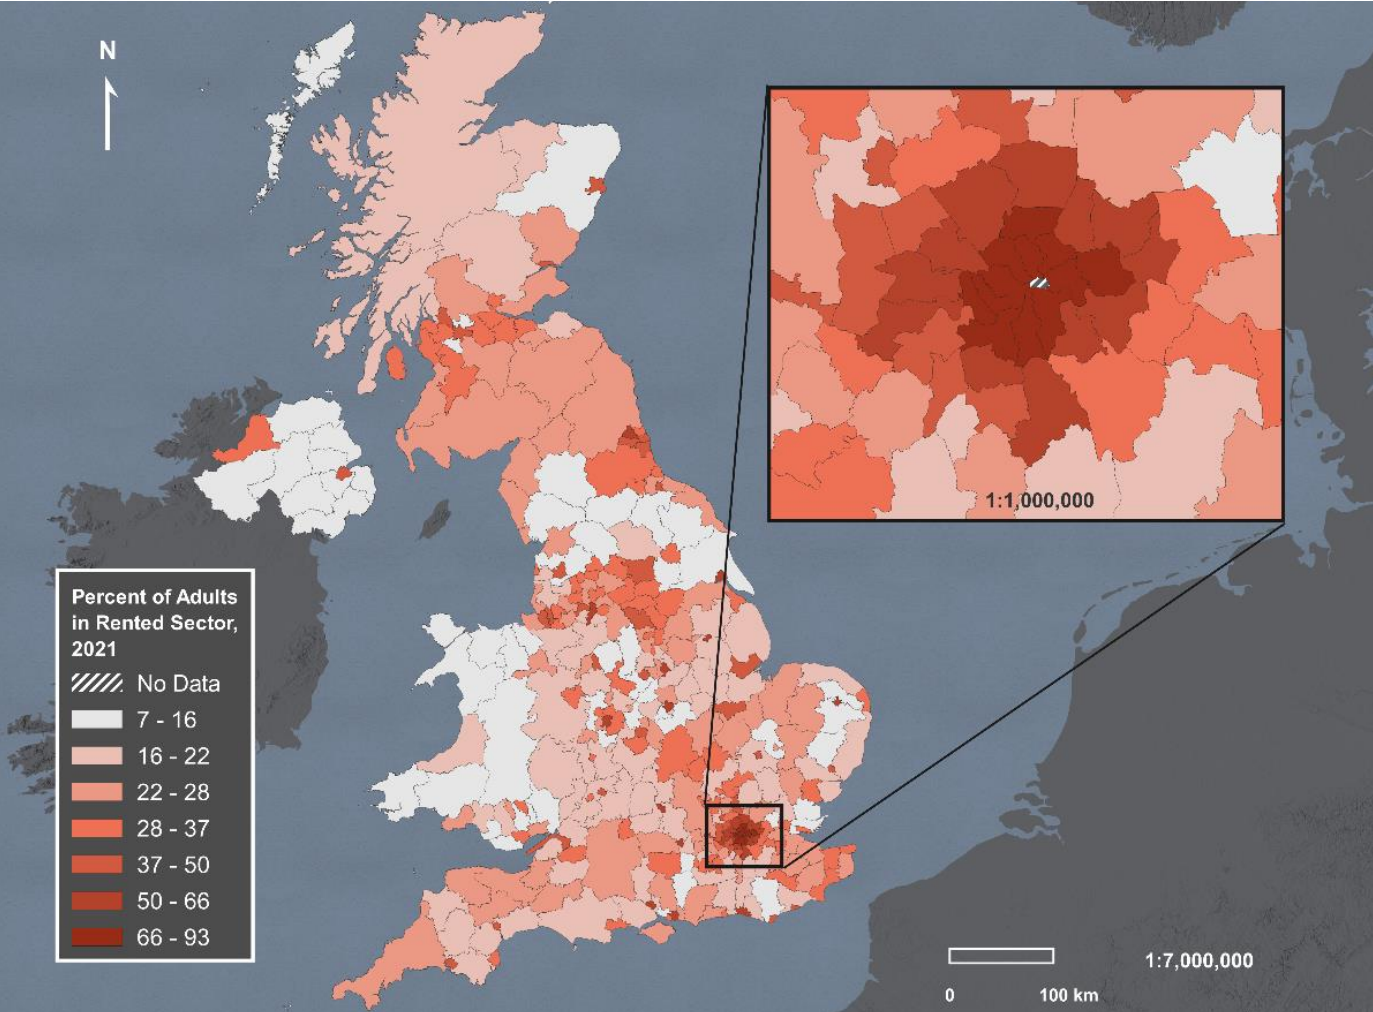 N
1:1,000,000
Percent of Adults
in Rented Sector,
2021
No Data
7 - 16
16 - 22
22 - 28
28 - 37
37 - 50
50 - 66
66 - 93
1:7,000,000
0 100 km